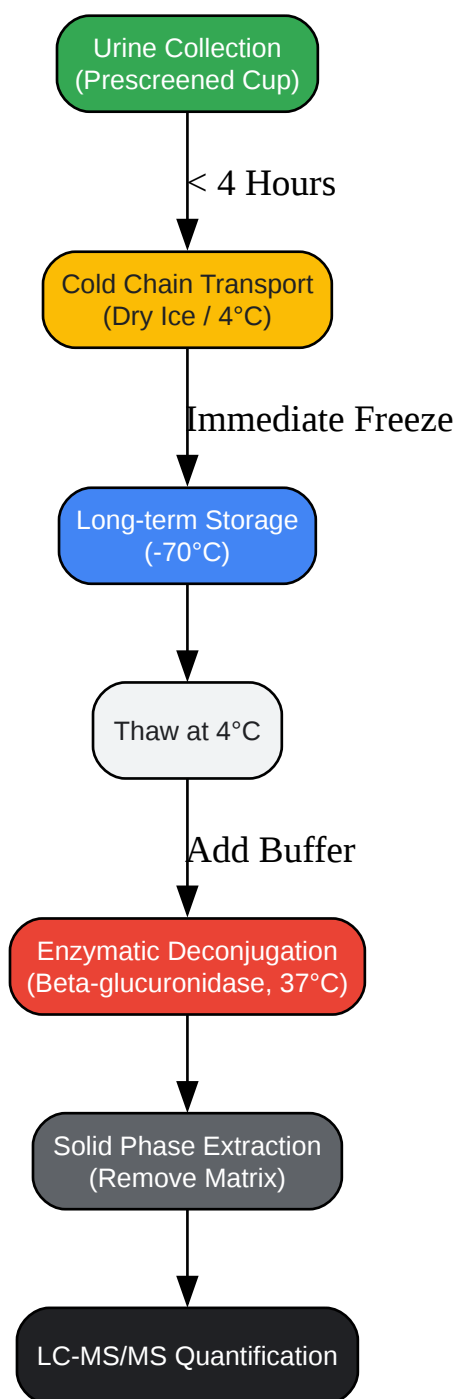 Urine Collection
(Prescreened Cup)
< 4 Hours
Cold Chain Transport
(Dry Ice / 4°C)
Immediate Freeze
Long-term Storage
(-70°C)
Thaw at 4°C
Add Buffer
Enzymatic Deconjugation
(Beta-glucuronidase, 37°C)
Solid Phase Extraction
(Remove Matrix)
LC-MS/MS Quantification